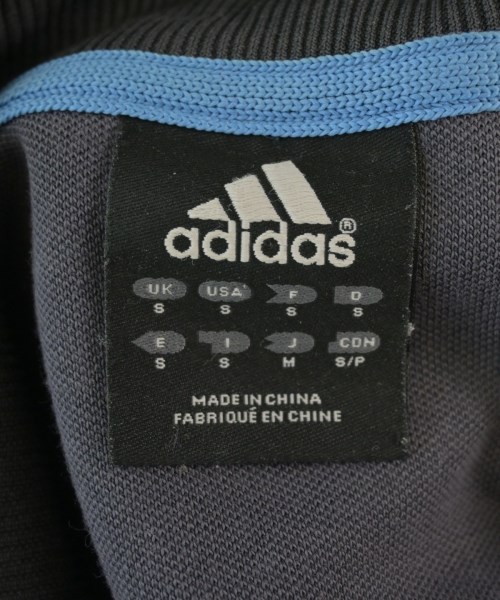 adidas®
UK USA F D
S S S S
E I J CDN
S S M S/P
MADE IN CHINA
FABRIQUÉ EN CHINE